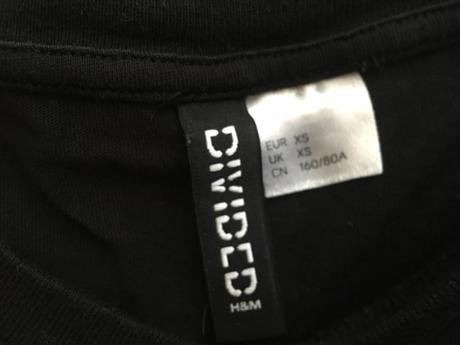 DIVIDED
H&M
EUR XS
UK XS
CN 160/80A